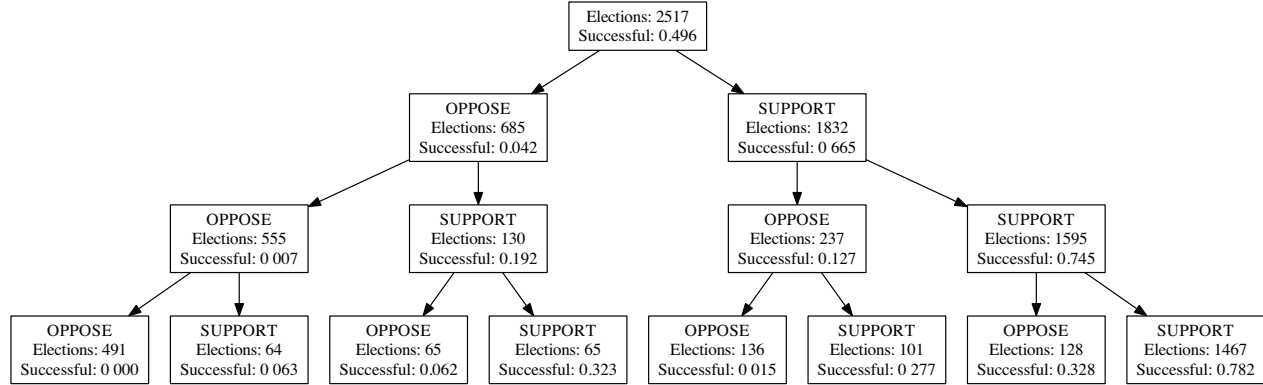 Elections: 2517
Successful: 0.496
OPPOSE
Elections: 685
Successful: 0.042
SUPPORT
Elections: 1832
Successful: 0 665
OPPOSE
Elections: 555
Successful: 0 007
SUPPORT
Elections: 130
Successful: 0.192
OPPOSE
Elections: 237
Successful: 0.127
SUPPORT
Elections: 1595
Successful: 0.745
OPPOSE
Elections: 491
Successful: 0 000
SUPPORT
Elections: 64
Successful: 0 063
OPPOSE
Elections: 65
Successful: 0.062
SUPPORT
Elections: 65
Successful: 0.323
OPPOSE
Elections: 136
Successful: 0 015
SUPPORT
Elections: 101
Successful: 0 277
OPPOSE
Elections: 128
Successful: 0.328
SUPPORT
Elections: 1467
Successful: 0.782